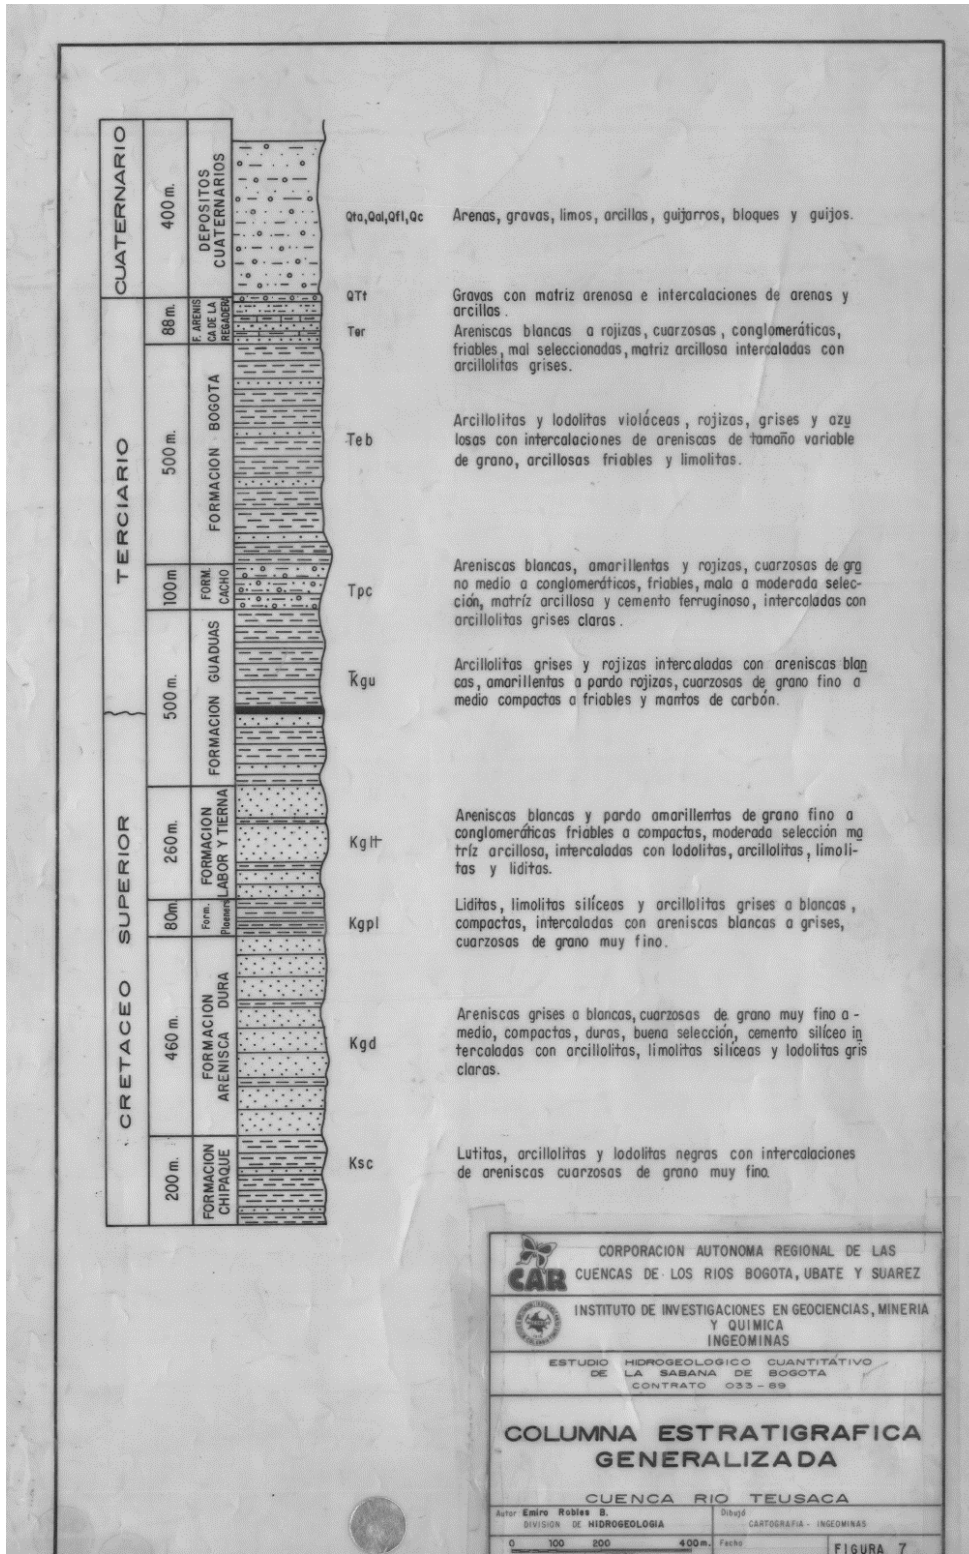 CUATERNARIO
400 m.
DEPOSITOS
CUATERNARIOS
Qta,Qal,Qfl,Qc
Arenas, gravas, limos, arcillas, guijarros, bloques y guijos.
QTt
Gravas con matriz arenosa e intercalaciones de arenas y
arcillas.
TERCIARIO
88 m.
F. ARENIS
CA DE LA
REGADERA
Ter
Areniscas blancas a rojizas, cuarzosas, conglomeráticas,
friables, mal seleccionadas, matriz arcillosa intercaladas con
arcillolitas grises.
500 m.
FORMACION BOGOTA
Teb
Arcillolitas y lodolitas violáceas, rojizas, grises y azu
losas con intercalaciones de areniscas de tamaño variable
de grano, arcillosas friables y limolitas.
100m
FORM.
CACHO
Tpc
Areniscas blancas, amarillentas y rojizas, cuarzosas de gra
no medio a conglomeráticos, friables, mala a moderada selec-
ción, matríz arcillosa y cemento ferruginoso, intercaladas con
arcillolitas grises claras.
500 m.
FORMACION GUADUAS
Kgu
Arcillolitas grises y rojizas intercaladas con areniscas blan
cas, amarillentas a pardo rojizas, cuarzosas de grano fino a
medio compactas a friables y mantos de carbón.
CRETACEO SUPERIOR
260m.
FORMACION
LABOR Y TIERNA
Kglt
Areniscas blancas y pardo amarillentas de grano fino a
conglomeráticas friables a compactas, moderada selección ma
tríz arcillosa, intercaladas con lodolitas, arcillolitas, limoli-
tas y liditas.
80m.
Form.
Plaeners
Kgpl
Liditas, limolitas silíceas y arcillolitas grises a blancas,
compactas, intercaladas con areniscas blancas a grises,
cuarzosas de grano muy fino.
460 m.
FORMACION
ARENISCA DURA
Kgd
Areniscas grises a blancas, cuarzosas de grano muy fino a -
medio, compactas, duras, buena selección, cemento silíceo in
tercaladas con arcillolitas, limolitas silíceas y lodolitas gris
claras.
200 m.
FORMACION
CHIPAQUE
Ksc
Lutitas, arcillolitas y lodolitas negras con intercalaciones
de areniscas cuarzosas de grano muy fino.
CAR
CORPORACION AUTONOMA REGIONAL DE LAS
CUENCAS DE LOS RIOS BOGOTA, UBATE Y SUAREZ
INSTITUTO DE INVESTIGACIONES EN GEOCIENCIAS, MINERIA
Y QUIMICA
INGEOMINAS
ESTUDIO HIDROGEOLOGICO CUANTITATIVO
DE LA SABANA DE BOGOTA
CONTRATO 033-89
COLUMNA ESTRATIGRAFICA
GENERALIZADA
CUENCA RIO TEUSACA
Autor Emiro Robles B.
DIVISION DE HIDROGEOLOGIA
Dibujó
CARTOGRAFIA - INGEOMINAS
0 100 200 400 m.
Fecha
FIGURA 7